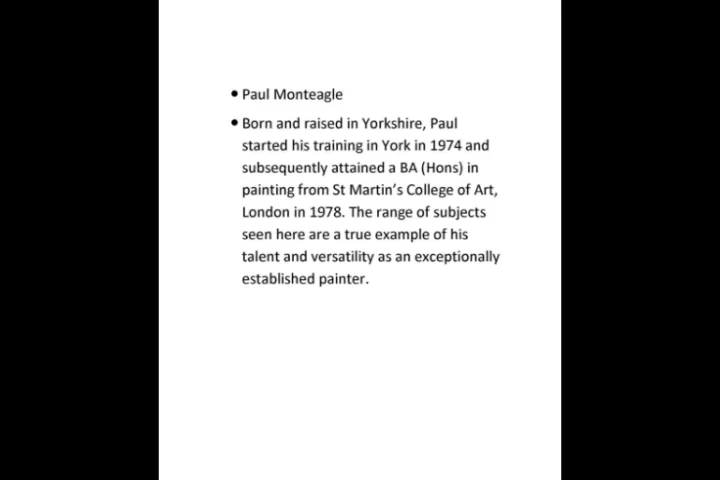 • Paul Monteagle
• Born and raised in Yorkshire, Paul
started his training in York in 1974 and
subsequently attained a BA (Hons) in
painting from St Martin’s College of Art,
London in 1978. The range of subjects
seen here are a true example of his
talent and versatility as an exceptionally
established painter.